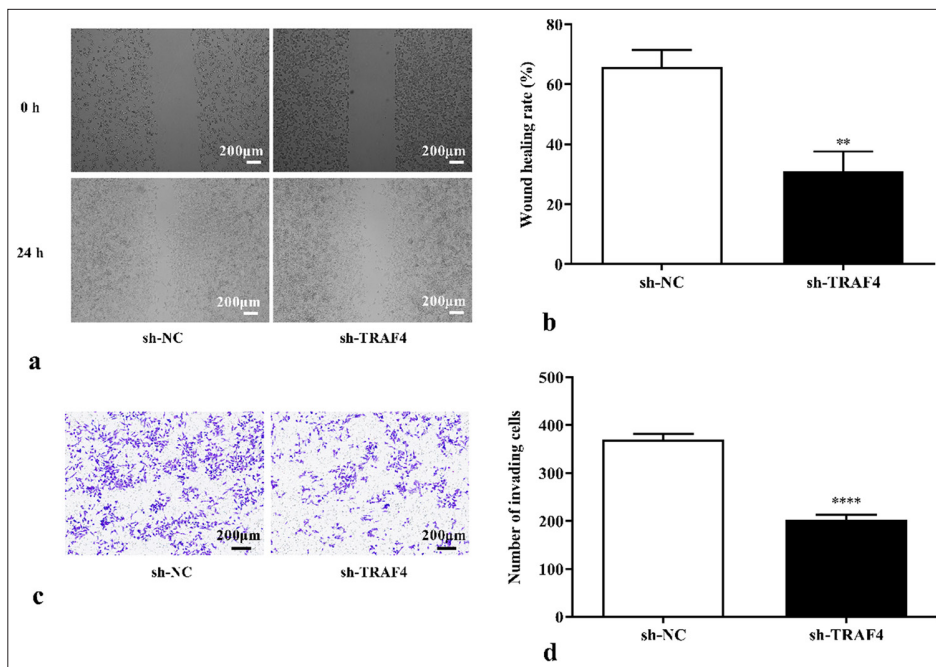 0 h
200μm
200μm
24 h
200μm
200μm
sh-NC
sh-TRAF4
a
80
60
40
20
0
Wound healing rate (%)
**
sh-NC
sh-TRAF4
b
200μm
200μm
sh-NC
sh-TRAF4
c
500
400
300
200
100
0
Number of invading cells
****
sh-NC
sh-TRAF4
d